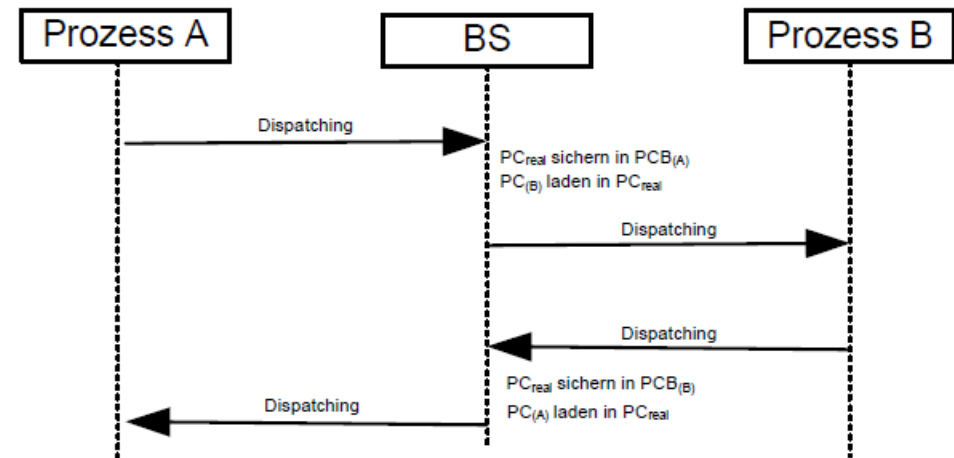 Prozess A
BS
Prozess B
Dispatching
PCreal sichern in PCB(A)
PC(B) laden in PCreal
Dispatching
Dispatching
PCreal sichern in PCB(B)
Dispatching
PC(A) laden in PCreal